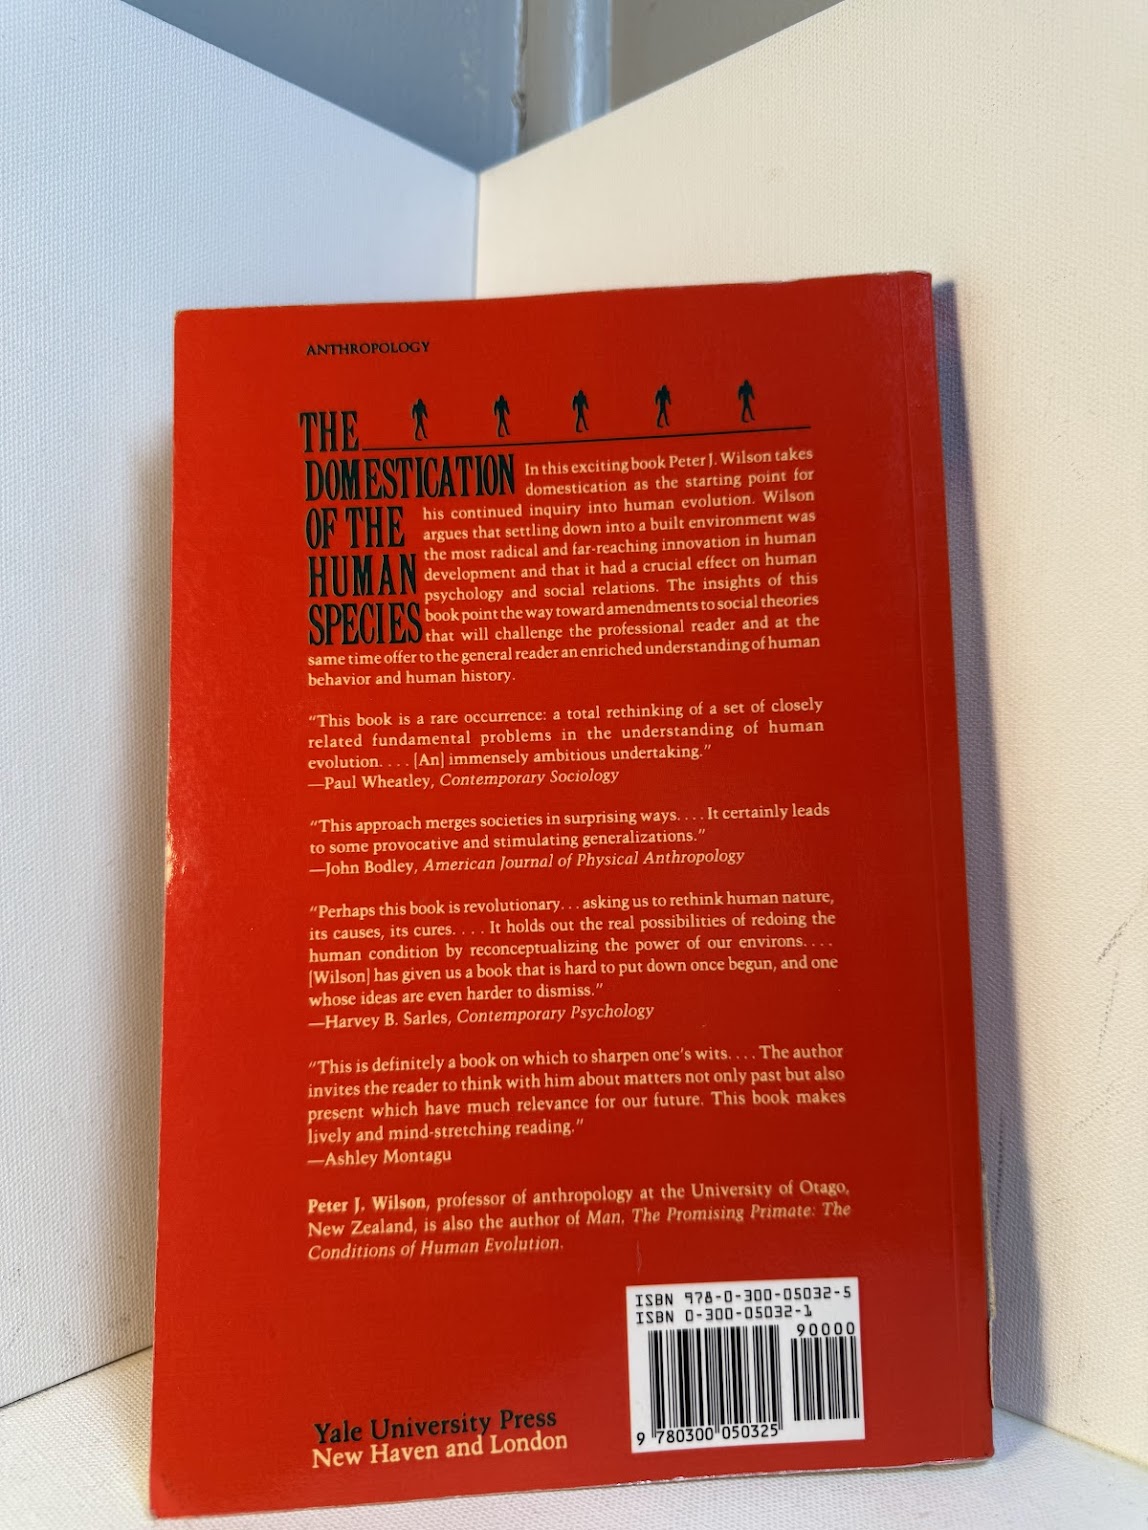 ANTHROPOLOGY
THE
DOMESTICATION
OF THE
HUMAN
SPECIES
In this exciting book Peter J. Wilson takes
domestication as the starting point for
his continued inquiry into human evolution. Wilson
argues that settling down into a built environment was
the most radical and far-reaching innovation in human
development and that it had a crucial effect on human
psychology and social relations. The insights of this
book point the way toward amendments to social theories
that will challenge the professional reader and at the
same time offer to the general reader an enriched understanding of human
behavior and human history.
"This book is a rare occurrence: a total rethinking of a set of closely
related fundamental problems in the understanding of human
evolution. . . . [An] immensely ambitious undertaking."
—Paul Wheatley, Contemporary Sociology
"This approach merges societies in surprising ways. . . . It certainly leads
to some provocative and stimulating generalizations."
—John Bodley, American Journal of Physical Anthropology
"Perhaps this book is revolutionary. . . asking us to rethink human nature,
its causes, its cures. . . . It holds out the real possibilities of redoing the
human condition by reconceptualizing the power of our environs. . . .
[Wilson] has given us a book that is hard to put down once begun, and one
whose ideas are even harder to dismiss."
—Harvey B. Sarles, Contemporary Psychology
"This is definitely a book on which to sharpen one's wits. . . . The author
invites the reader to think with him about matters not only past but also
present which have much relevance for our future. This book makes
lively and mind-stretching reading."
—Ashley Montagu
Peter J. Wilson, professor of anthropology at the University of Otago,
New Zealand, is also the author of Man, The Promising Primate: The
Conditions of Human Evolution.
ISBN 978-0-300-05032-5
ISBN 0-300-05032-1
90000
9 780300 050325
Yale University Press
New Haven and London